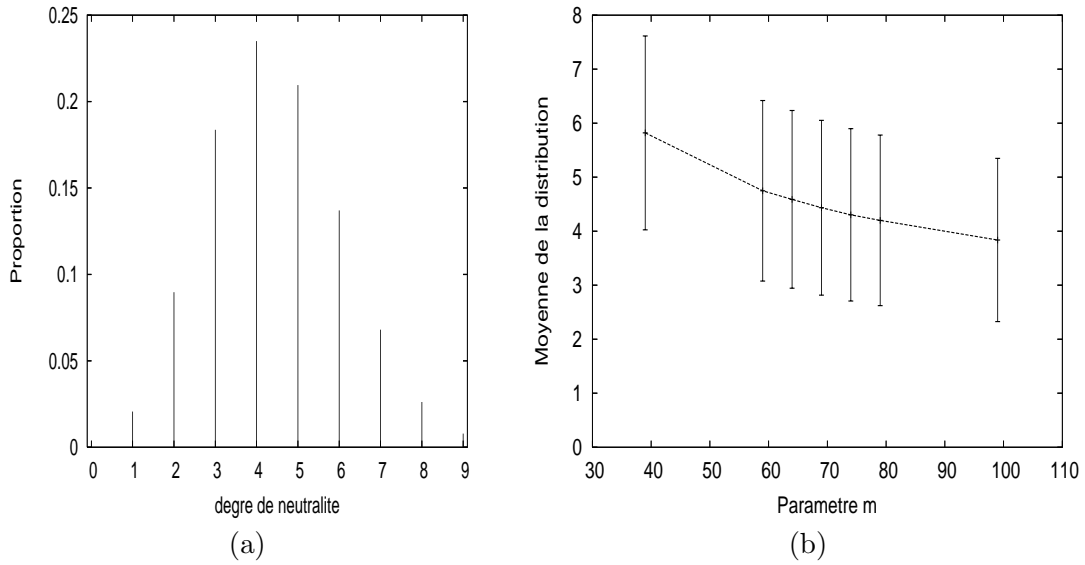 0.25
0.2
0.15
0.1
0.05
0
Proportion
0 1 2 3 4 5 6 7 8 9
degre de neutralite
(a)
8
7
6
5
4
3
2
1
0
Moyenne de la distribution
30 40 50 60 70 80 90 100 110
Parametre m
(b)